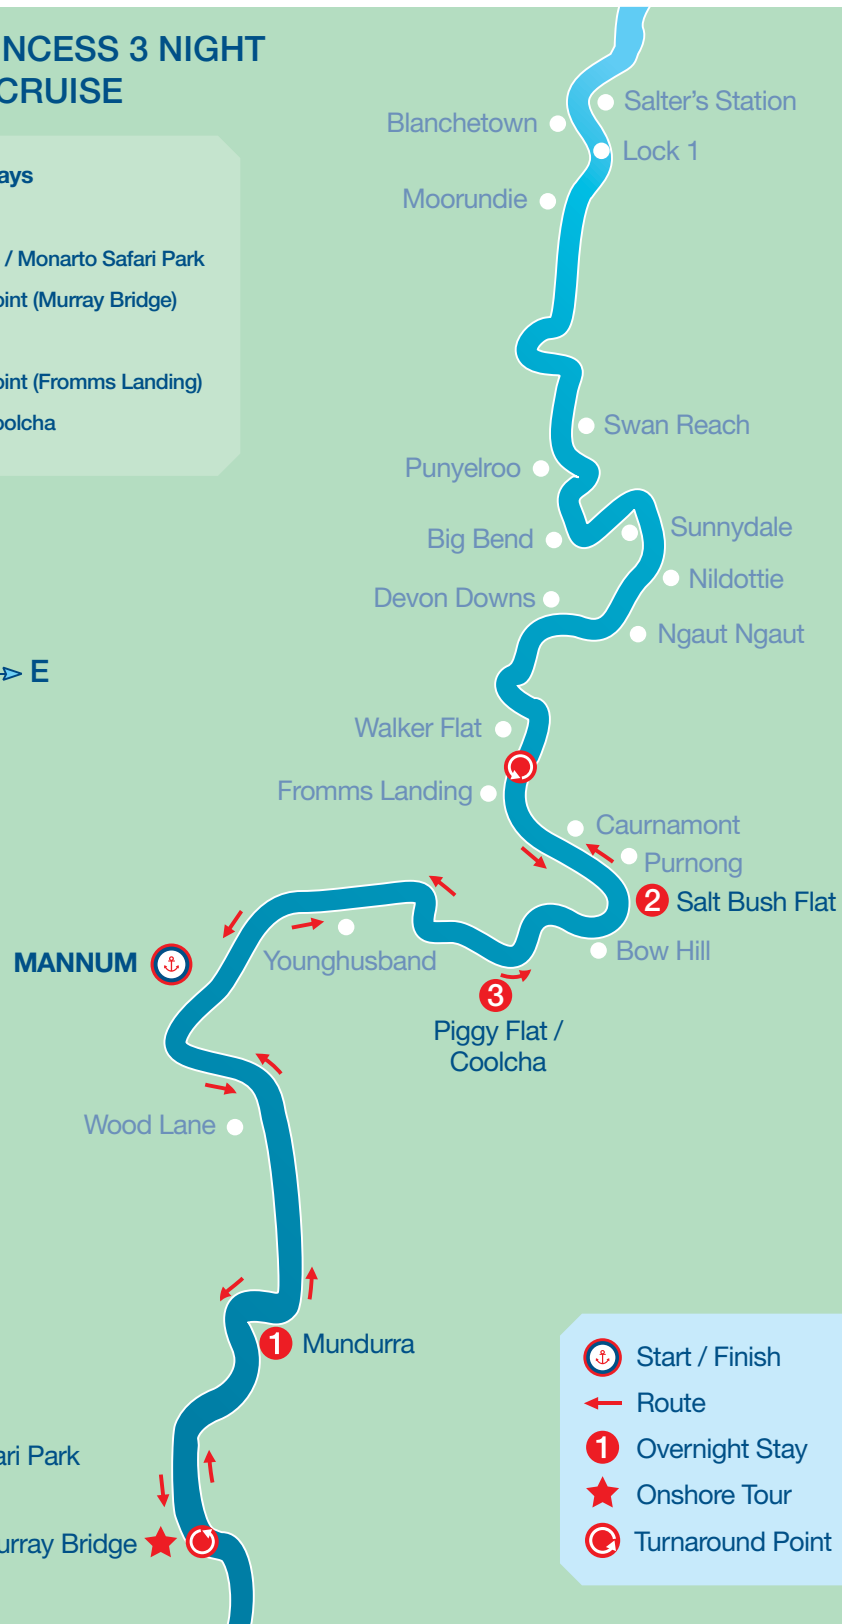 NCESS 3 NIGHT
CRUISE
ays
/ Monarto Safari Park
oint (Murray Bridge)
oint (Fromms Landing)
oolcha
Salter's Station
Blanchetown
Lock 1
Moorundie
Swan Reach
Punyelroo
Sunnydale
Big Bend
Nildottie
Devon Downs
Ngaut Ngaut
E
Walker Flat
Fromms Landing
Caurnamont
Purnong
2 Salt Bush Flat
Bow Hill
MANNUM
Younghusband
3
Piggy Flat /
Coolcha
Wood Lane
1 Mundurra
ari Park
urray Bridge
Start / Finish
Route
1 Overnight Stay
Onshore Tour
Turnaround Point